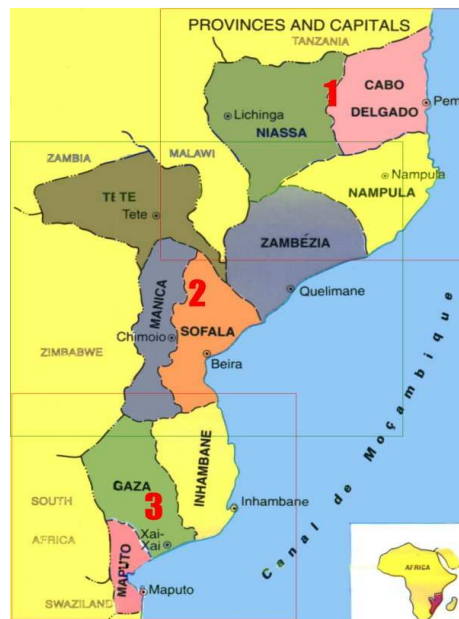 PROVINCES AND CAPITALS
TANZANIA
1
CABO
DELGADO
Pem
Lichinga
NIASSA
ZAMBIA
MALAWI
Nampula
NAMPULA
TETE
Tete
ZAMBÉZIA
MANICA
2
Quelimane
SOFALA
Chimoio
Beira
ZIMBABWE
Canal de Moçambique
INHAMBANE
GAZA
3
SOUTH
AFRICA
Inhambane
Xai-
Xai
MAPUTO
Maputo
SWAZILAND
AFRICA